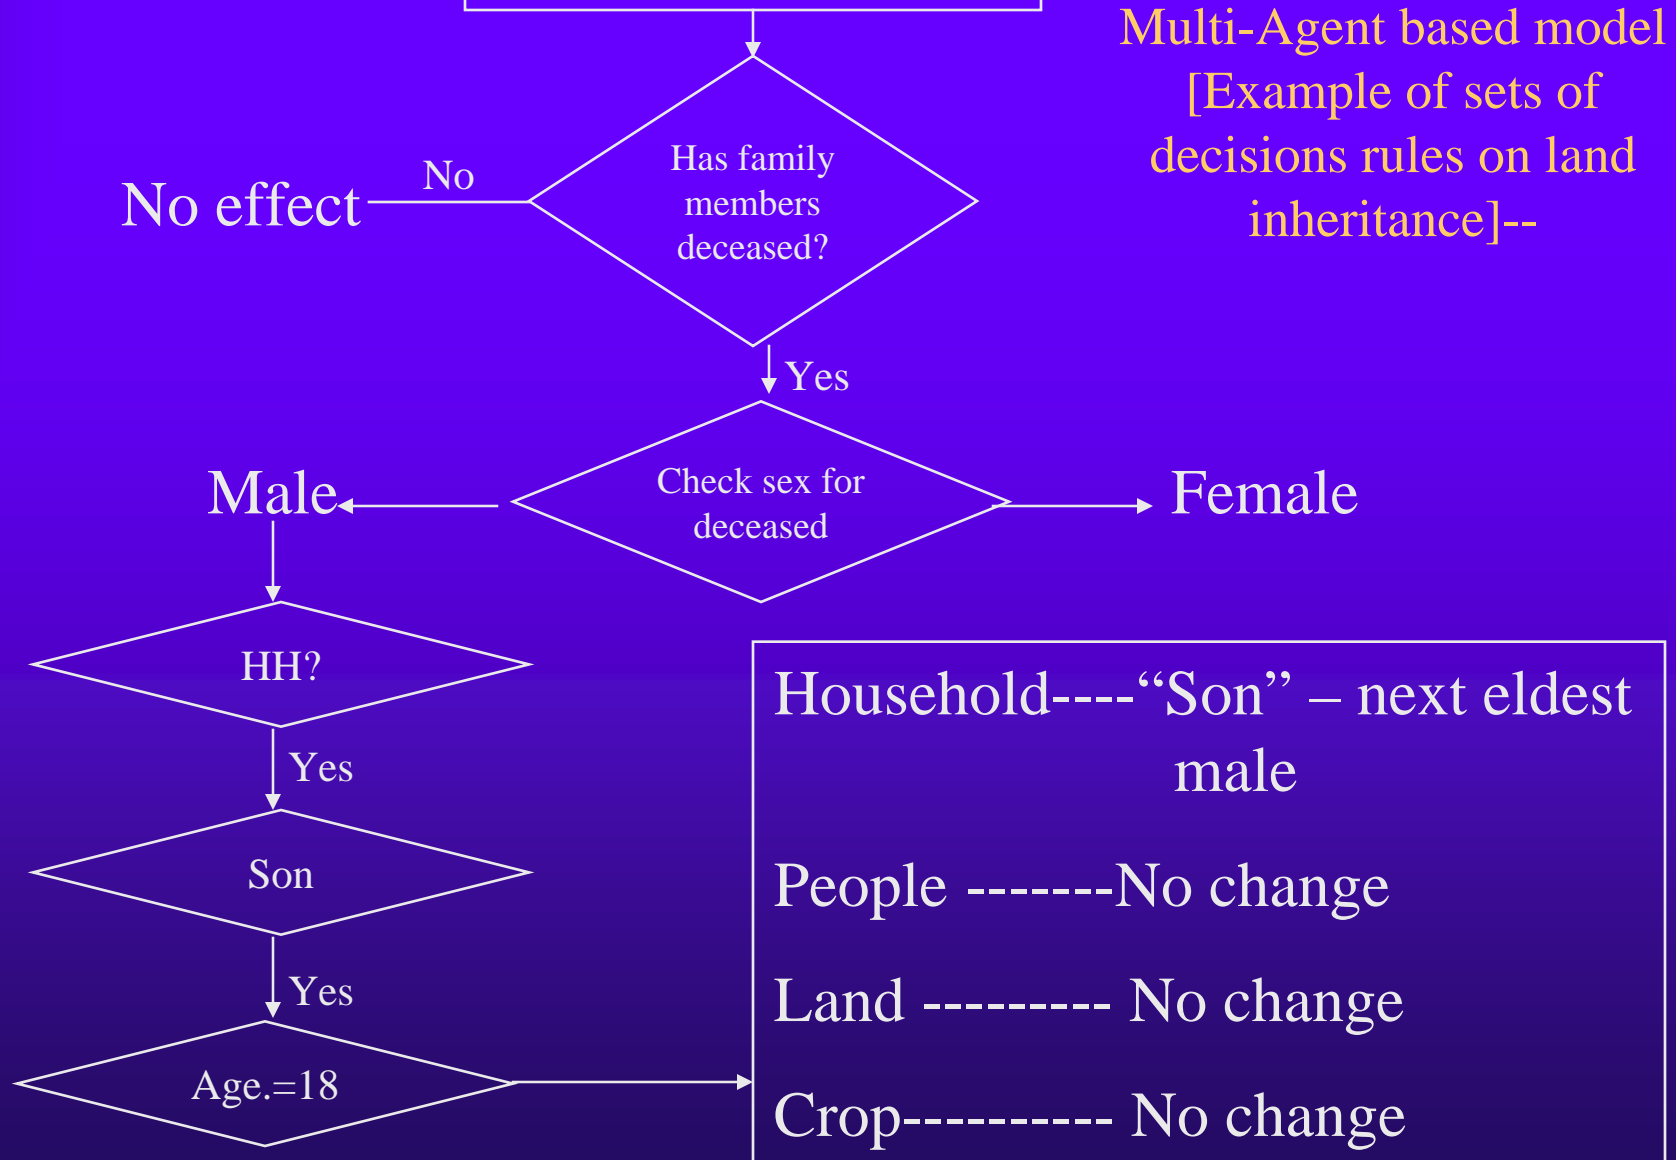 Multi-Agent based model
[Example of sets of
decisions rules on land
inheritance]--
Has family
members
deceased?
No
No effect
Yes
Check sex for
deceased
Male
Female
HH?
Yes
Son
Yes
Age.=18
Household----“Son” – next eldest
male
People -------No change
Land --------- No change
Crop---------- No change